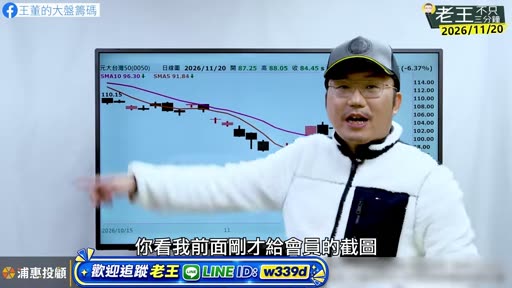 王董的大盤籌碼
老王 不只三分鐘
2026/11/20
元大台灣50(0050) 日線圖 2026/11/20 開 87.25 高 88.05 收 84.45 (-6.37%)
SMA10 96.30 SMA5 91.84
110.15
114.00
112.00
110.00
108.00
106.00
104.00
102.00
100.00
98.00
2026/10/15
11
你看我前面剛才給會員的截圖
浦惠投顧
歡迎追蹤 老王 LINE ID: w339d